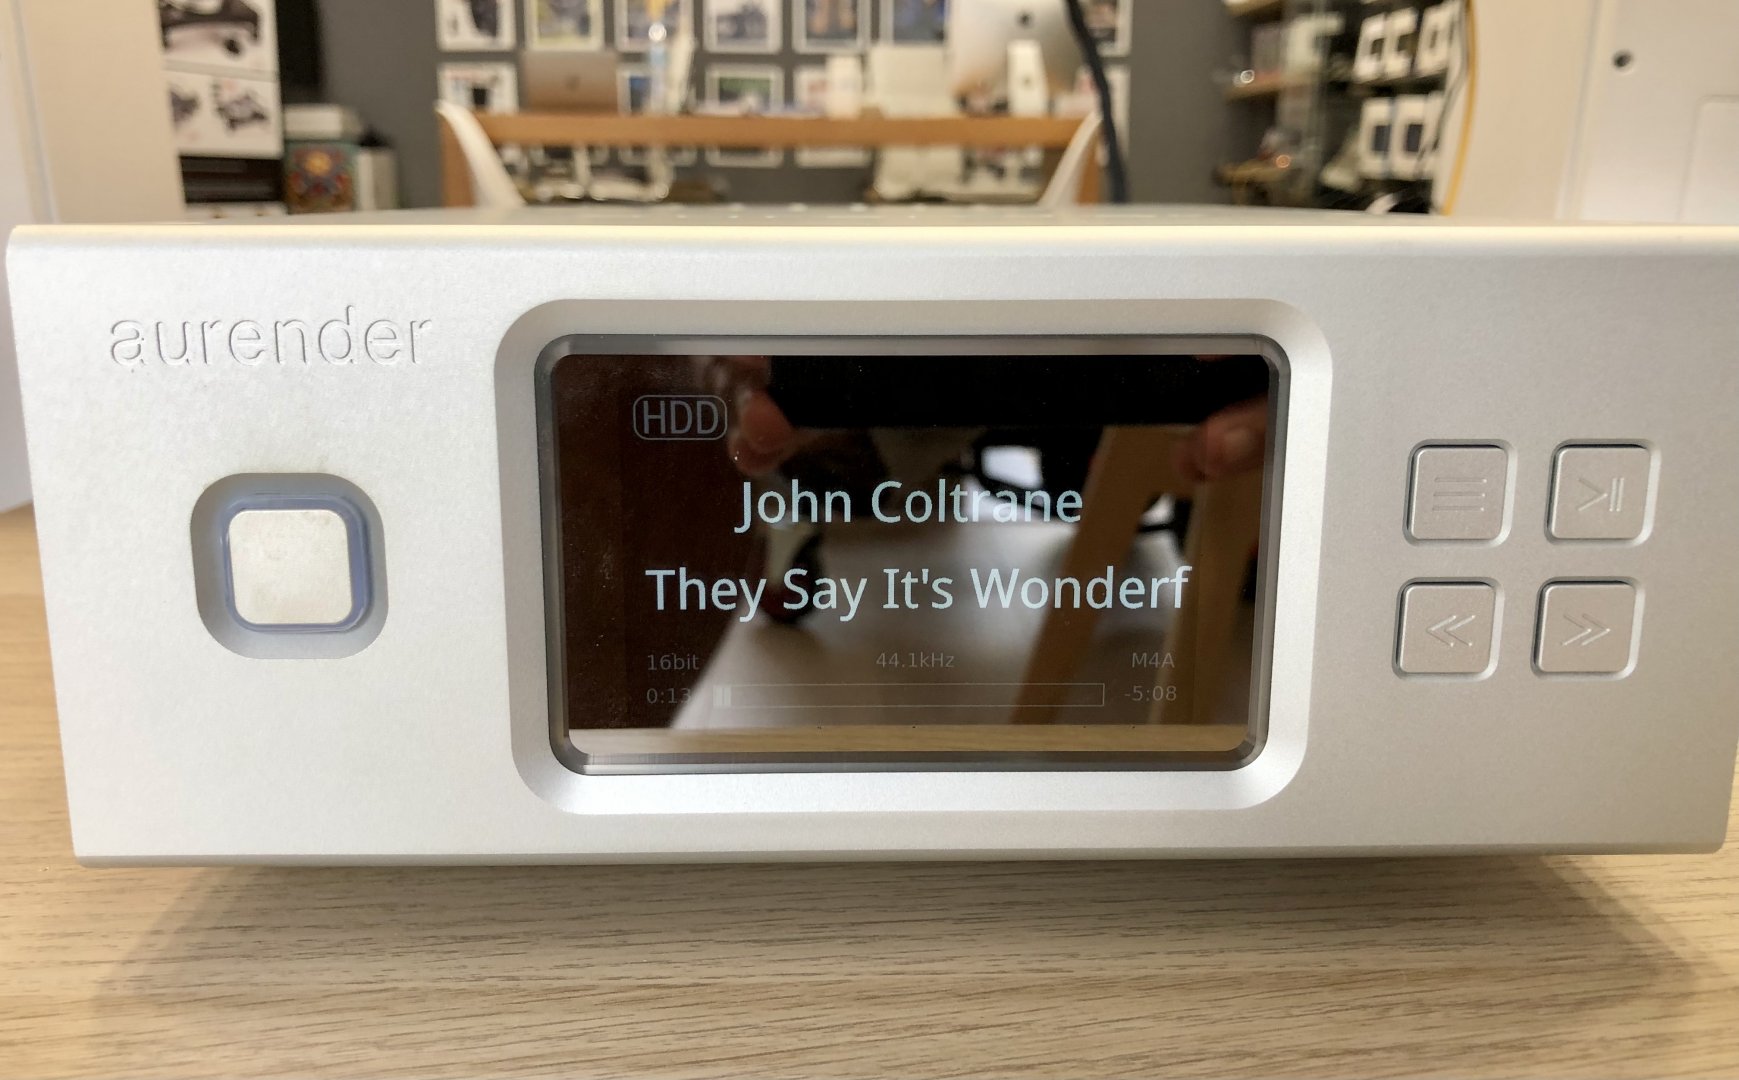 aurender
HDD
John Coltrane
They Say It's Wonderf
16bit 44.1kHz M4A
0:13 -5:08